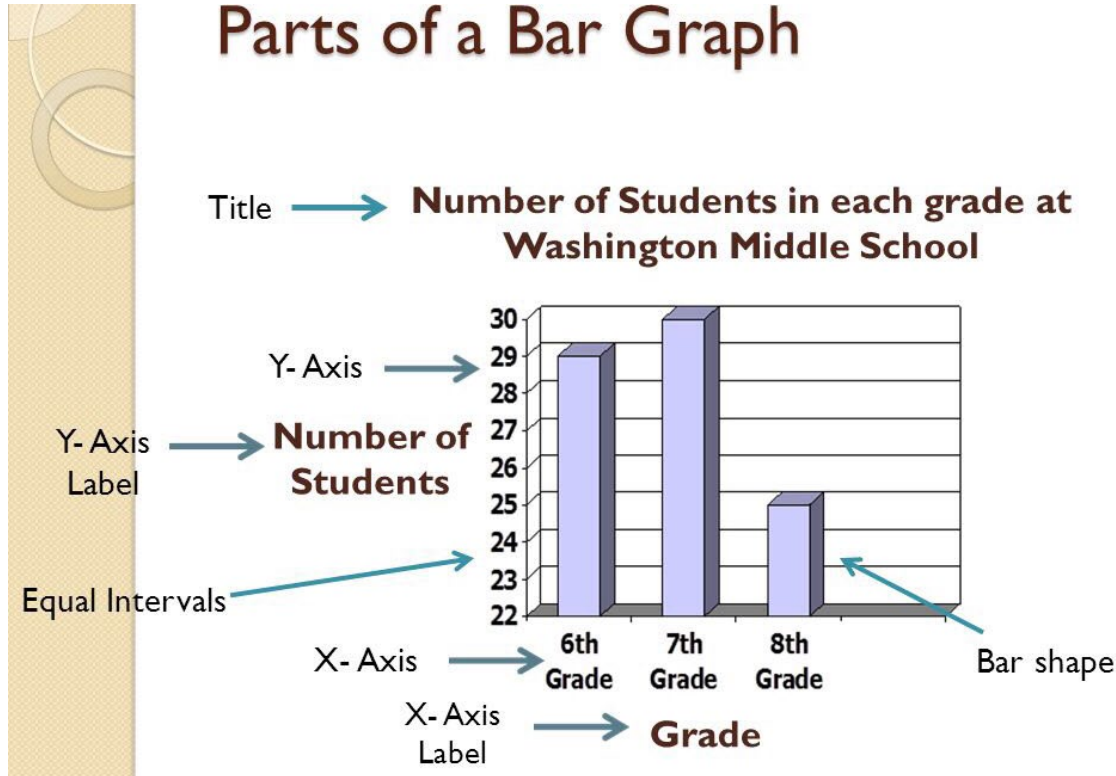 Parts of a Bar Graph
Title
Number of Students in each grade at
Washington Middle School
30
29
28
27
26
25
24
23
22
Y- Axis
Y- Axis
Label
Number of
Students
Equal Intervals
X- Axis
6th
Grade
7th
Grade
8th
Grade
Bar shape
X- Axis
Label
Grade